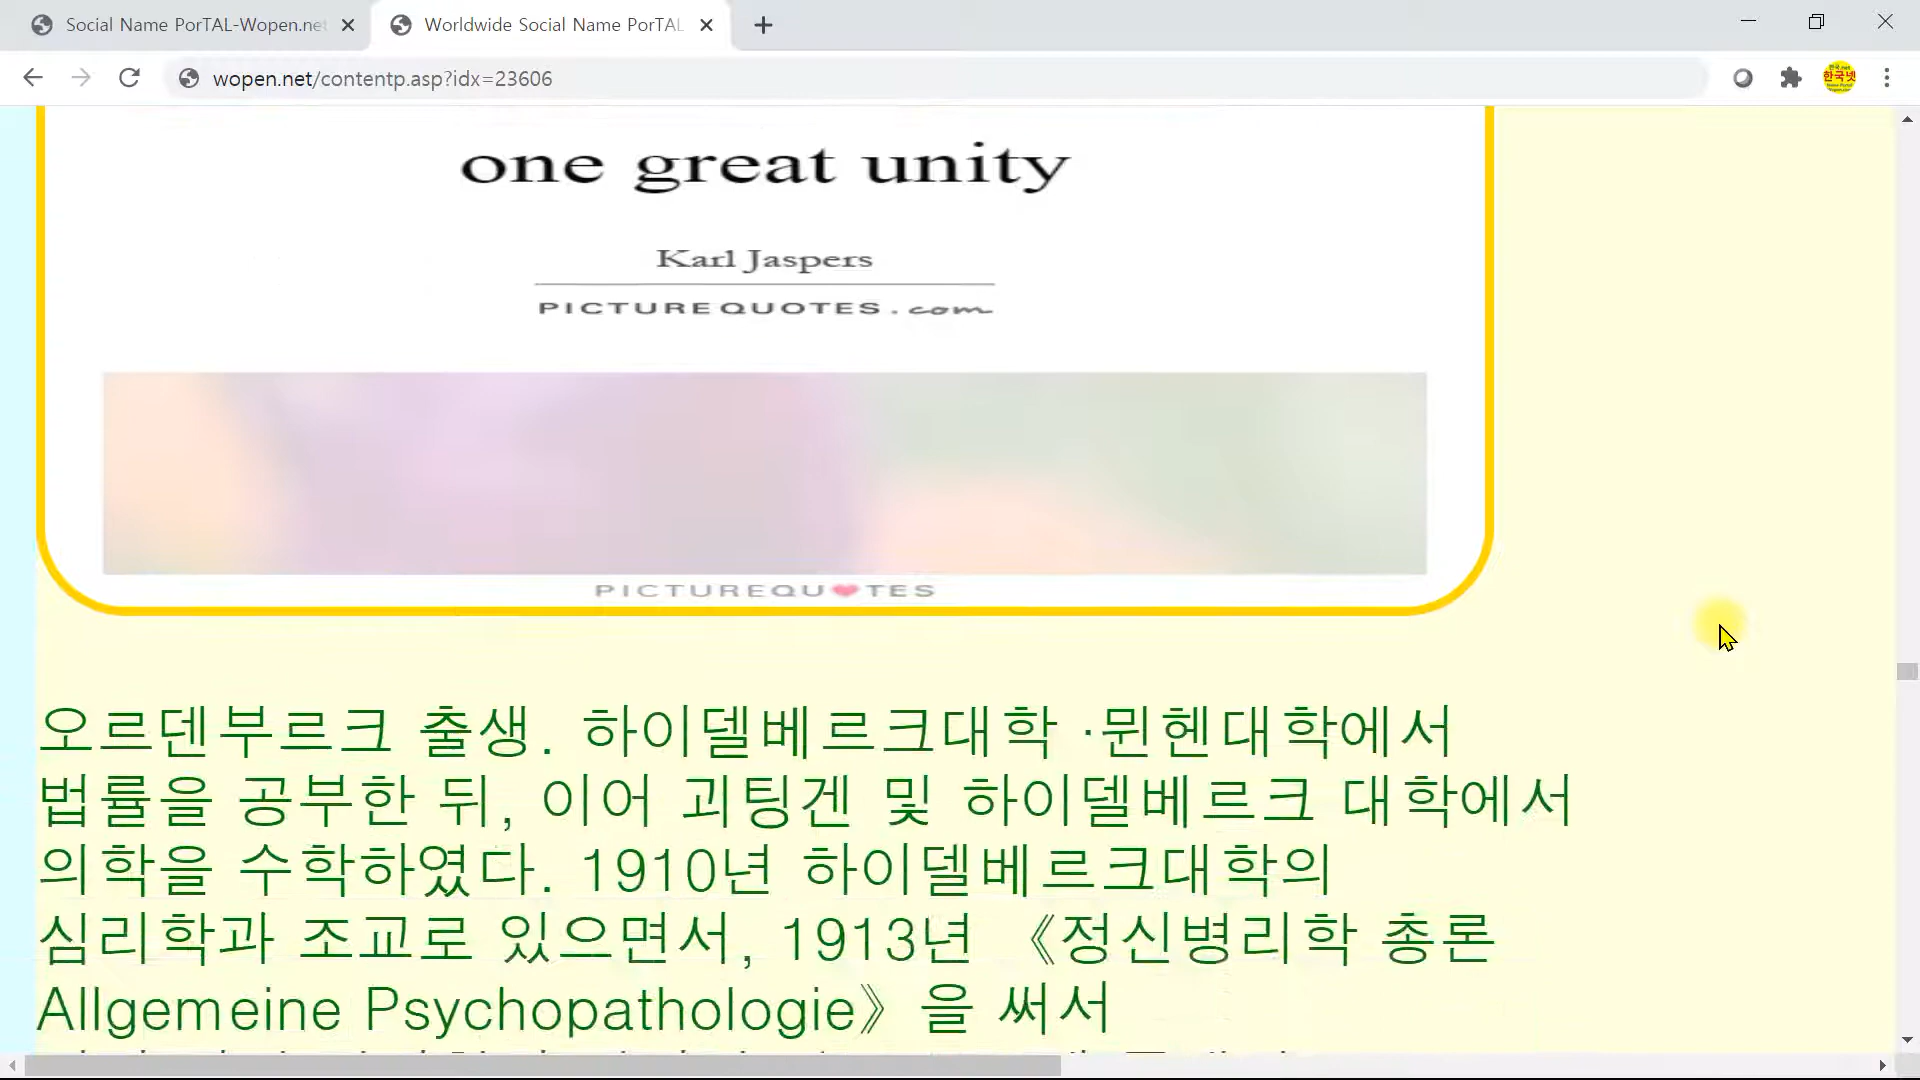 Social Name PorTAL-Wopen.net
Worldwide Social Name PorTAL
wopen.net/contentp.asp?idx=23606
한국넷
one great unity
Karl Jaspers
PICTUREQUOTES.com
PICTUREQU❤TES
오르덴부르크 출생. 하이델베르크대학 ·뮌헨대학에서
법률을 공부한 뒤, 이어 괴팅겐 및 하이델베르크 대학에서
의학을 수학하였다. 1910년 하이델베르크대학의
심리학과 조교로 있으면서, 1913년 《정신병리학 총론
Allgemeine Psychopathologie》을 써서